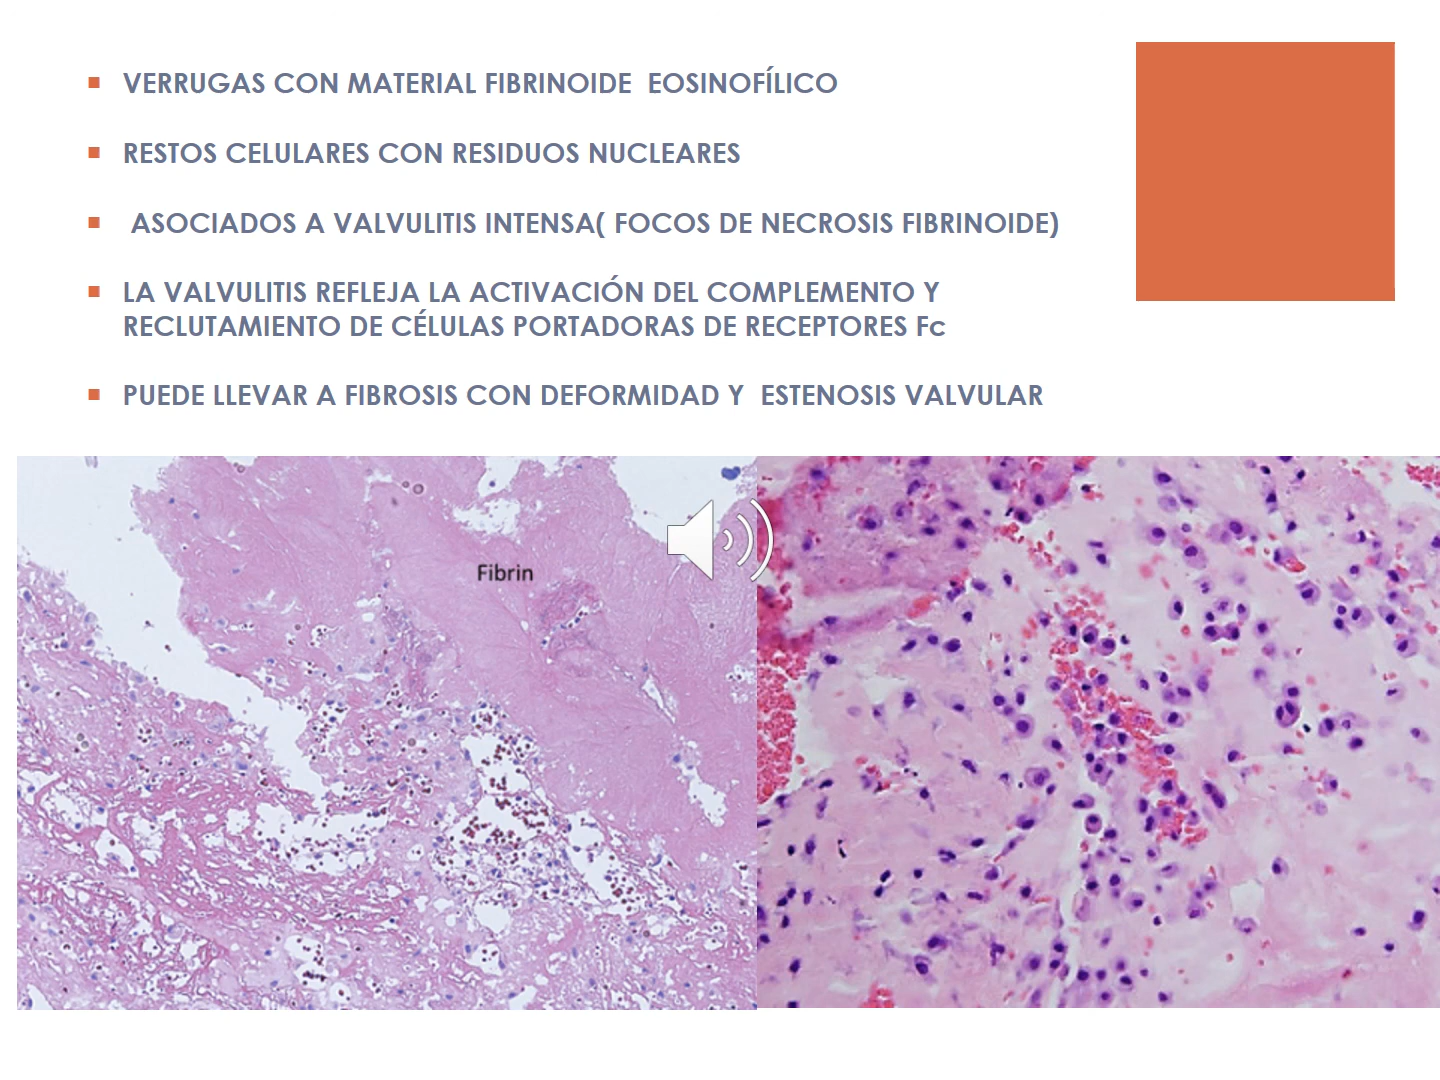 VERRUGAS CON MATERIAL FIBRINOIDE  EOSINOFÍLICO
RESTOS CELULARES CON RESIDUOS NUCLEARES
ASOCIADOS A VALVULITIS INTENSA( FOCOS DE NECROSIS FIBRINOIDE)
LA VALVULITIS REFLEJA LA ACTIVACIÓN DEL COMPLEMENTO Y
RECLUTAMIENTO DE CÉLULAS PORTADORAS DE RECEPTORES Fc
PUEDE LLEVAR A FIBROSIS CON DEFORMIDAD Y  ESTENOSIS VALVULAR
Fibrin